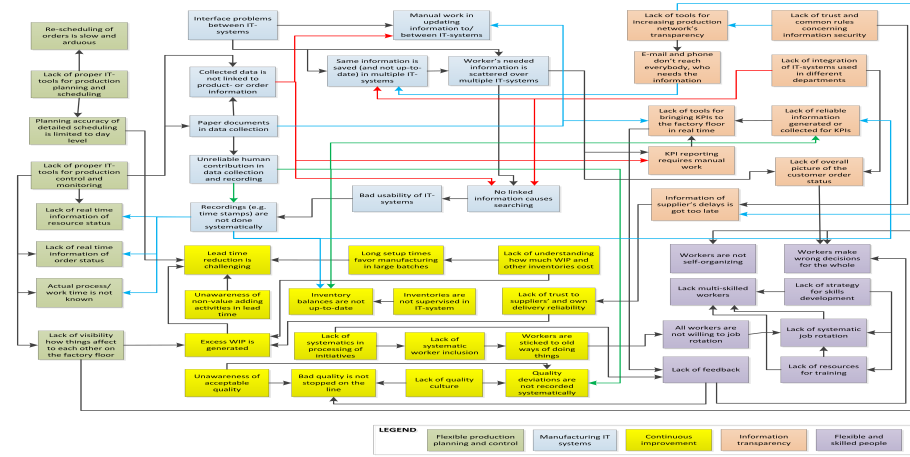 Re-scheduling of
orders is slow and
arduous
Lack of proper IT-
tools for production
planning and
scheduling
Planning accuracy of
detailed scheduling
is limited to day
level
Lack of proper IT-
tools for production
control and
monitoring
Lack of real time
information of
resource status
Lack of real time
information of
order status
Actual process/
work time is not
known
Lack of visibility
how things affect
to each other on
the factory floor
Interface problems
between IT-
systems
Collected data is
not linked to
product- or order
information
Paper documents
in data collection
Unreliable human
contribution in
data collection
and recording
Recordings (e.g.
time stamps) are
not done
systematically
Manual work in
updating
information to/
between IT-systems
Same information is
saved (and not up-to-
date) in multiple IT-
systems
Worker's needed
information is
scattered over
multiple IT-systems
Bad usability of IT-
systems
No linked
information causes
searching
Lack of tools for
increasing production
network's
transparency
Lack of trust and
common rules
concerning
information security
E-mail and phone
don't reach
everybody, who
needs the
information
Lack of integration
of IT-systems used
in different
departments
Lack of tools for
bringing KPIs to
the factory floor
in real time
Lack of reliable
information
generated or
collected for KPIs
KPI reporting
requires manual
work
Lack of overall
picture of the
customer order
status
Information of
supplier's delays is
got too late
Lead time
reduction is
challenging
Long setup times
favor manufacturing
in large batches
Lack of understanding
how much WIP and
other inventories cost
Unawareness of
non-value adding
activities in lead
time
Inventory
balances are not
up-to-date
Inventories are
not supervised in
IT-system
Lack of trust to
suppliers' and own
delivery reliability
Excess WIP is
generated
Lack of
systematics in
processing of
initiatives
Lack of
systematic
worker inclusion
Workers are
sticked to old
ways of doing
things
Unawareness of
acceptable
quality
Bad quality is not
stopped on the
line
Lack of quality
culture
Quality
deviations are
not recorded
systematically
Workers are not
self-organizing
Workers make
wrong decisions
for the whole
Lack multi-skilled
workers
Lack of strategy
for skills
development
All workers are
not willing to job
rotation
Lack of systematic
job rotation
Lack of feedback
Lack of resources
for training
LEGEND
Flexible production
planning and control
Manufacturing IT
systems
Continuous
improvement
Information
transparency
Flexible and
skilled people